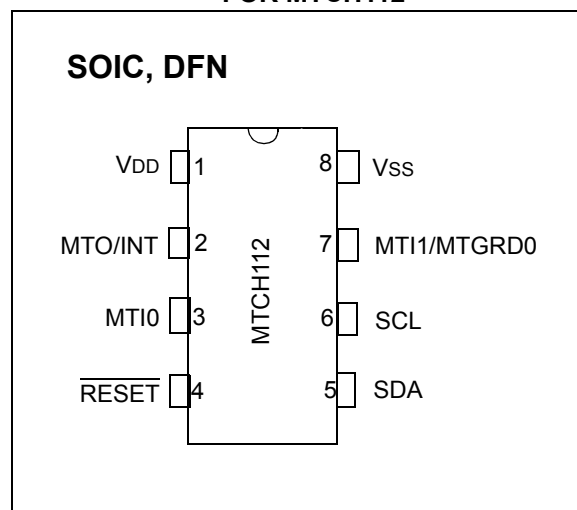 SOIC, DFN
VDD 1 8 VSS
MTO/INT 2 7 MTI1/MTGRD0
MTI0 3 6 SCL
RESET 4 5 SDA
MTCH112